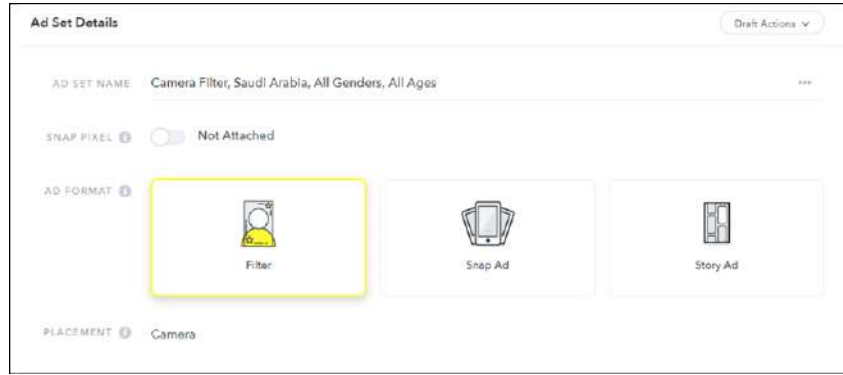 Ad Set Details
Draft Actions
AD SET NAME Camera Filter, Saudi Arabia, All Genders, All Ages
SNAP PIXEL Not Attached
AD FORMAT
Filter Snap Ad Story Ad
PLACEMENT Camera